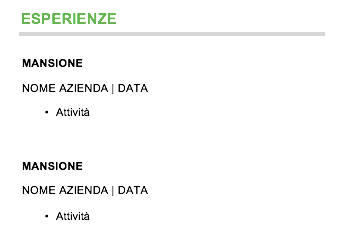 ESPERIENZE
MANSIONE
NOME AZIENDA | DATA
• Attività
MANSIONE
NOME AZIENDA | DATA
• Attività